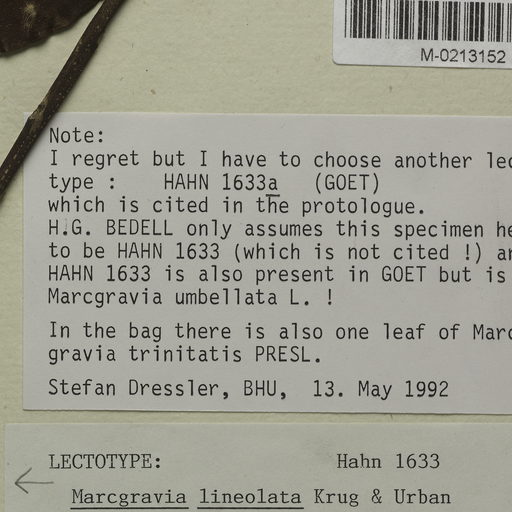 M-0213152
Note:
I regret but I have to choose another
type : HAHN 1633a (GOET)
which is cited in the protologue.
H.G. BEDELL only assumes this specimen
to be HAHN 1633 (which is not cited !)
HAHN 1633 is also present in GOET but is
Marcgravia umbellata L. !
In the bag there is also one leaf of Marc
gravia trinitatis PRESL.
Stefan Dressler, BHU, 13. May 1992
LECTOTYPE: Hahn 1633
Marcgravia lineolata Krug & Urban